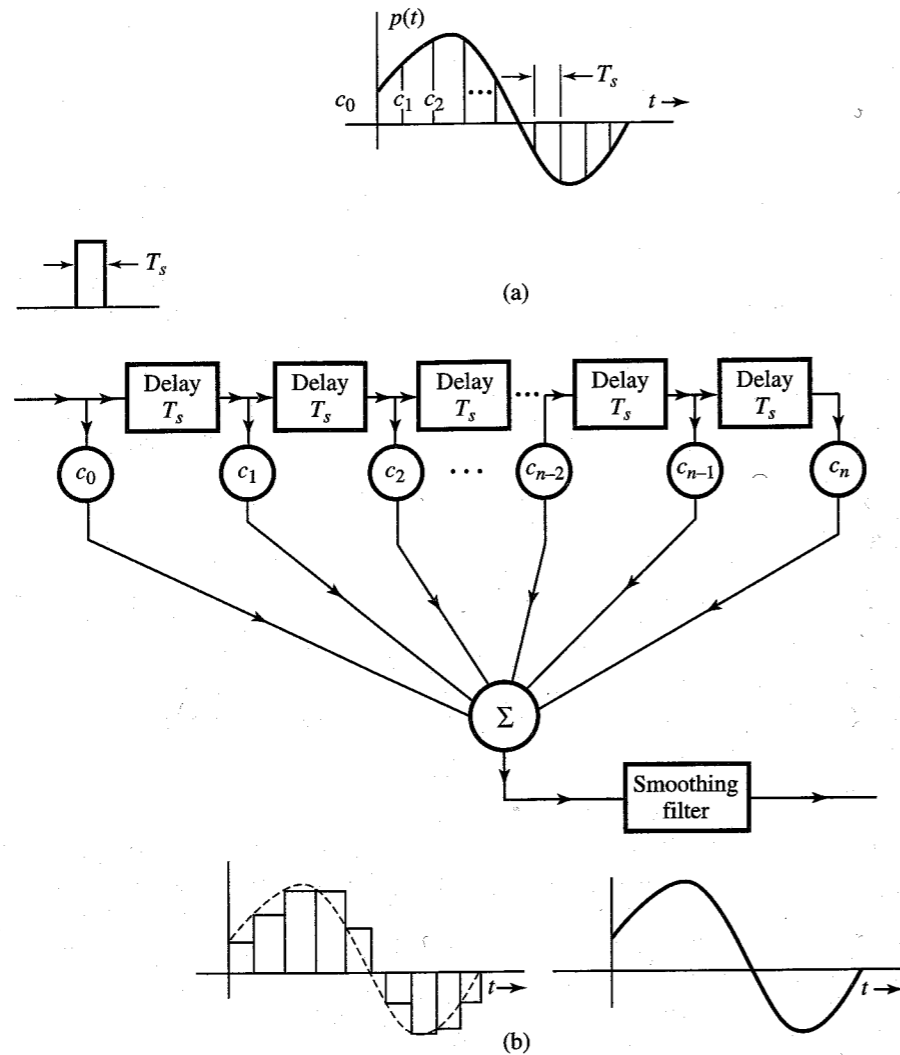 p(t)
c₀ c₁ c₂ ... Tₛ t
Tₛ
(a)
Delay Tₛ
Delay Tₛ
Delay Tₛ
...
Delay Tₛ
Delay Tₛ
c₀ c₁ c₂ ... cₙ₋₂ cₙ₋₁ cₙ
Σ
Smoothing
filter
t t
(b)